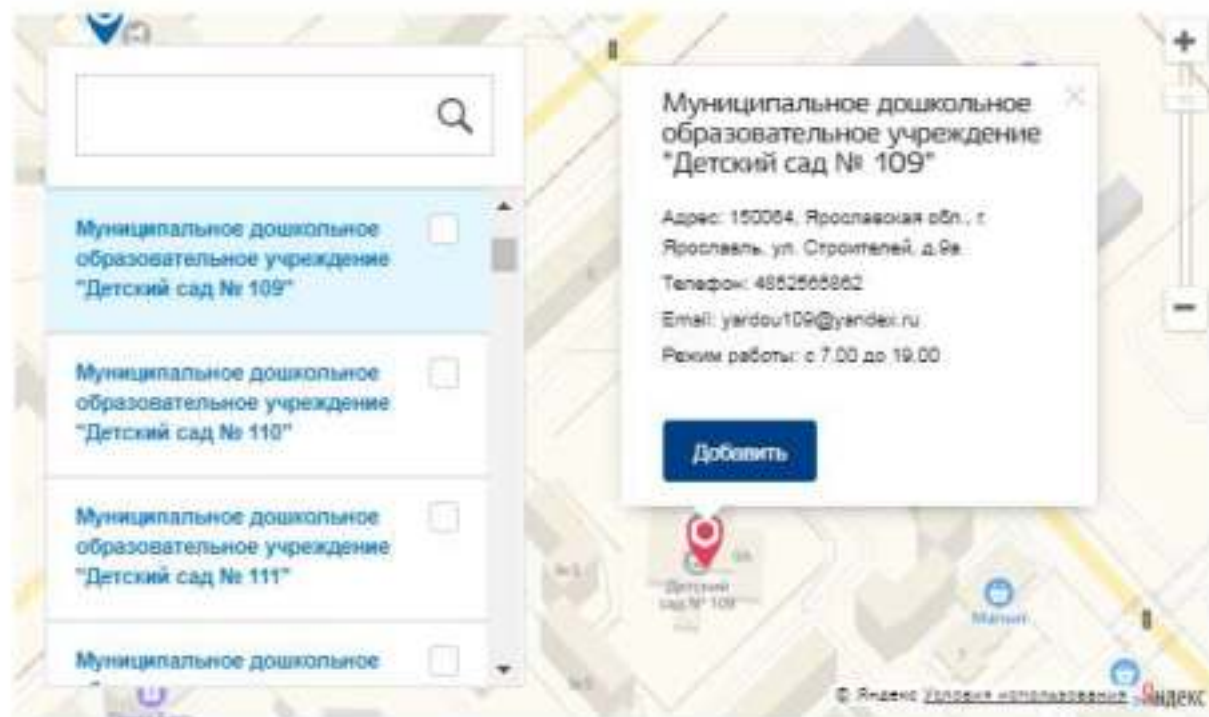 Муниципальное дошкольное
образовательное учреждение
"Детский сад № 109"
Муниципальное дошкольное
образовательное учреждение
"Детский сад № 110"
Муниципальное дошкольное
образовательное учреждение
"Детский сад № 111"
Муниципальное дошкольное
Муниципальное дошкольное
образовательное учреждение
"Детский сад № 109"
Адрес: 150064, Ярославская обл., г.
Ярославль, ул. Строителей, д.9а
Телефон: 4852565862
Email: yardou109@yandex.ru
Режим работы: с 7.00 до 19.00
Добавить
9А
Детский
сад № 109
Магнит
© Яндекс Условия использования Яндекс